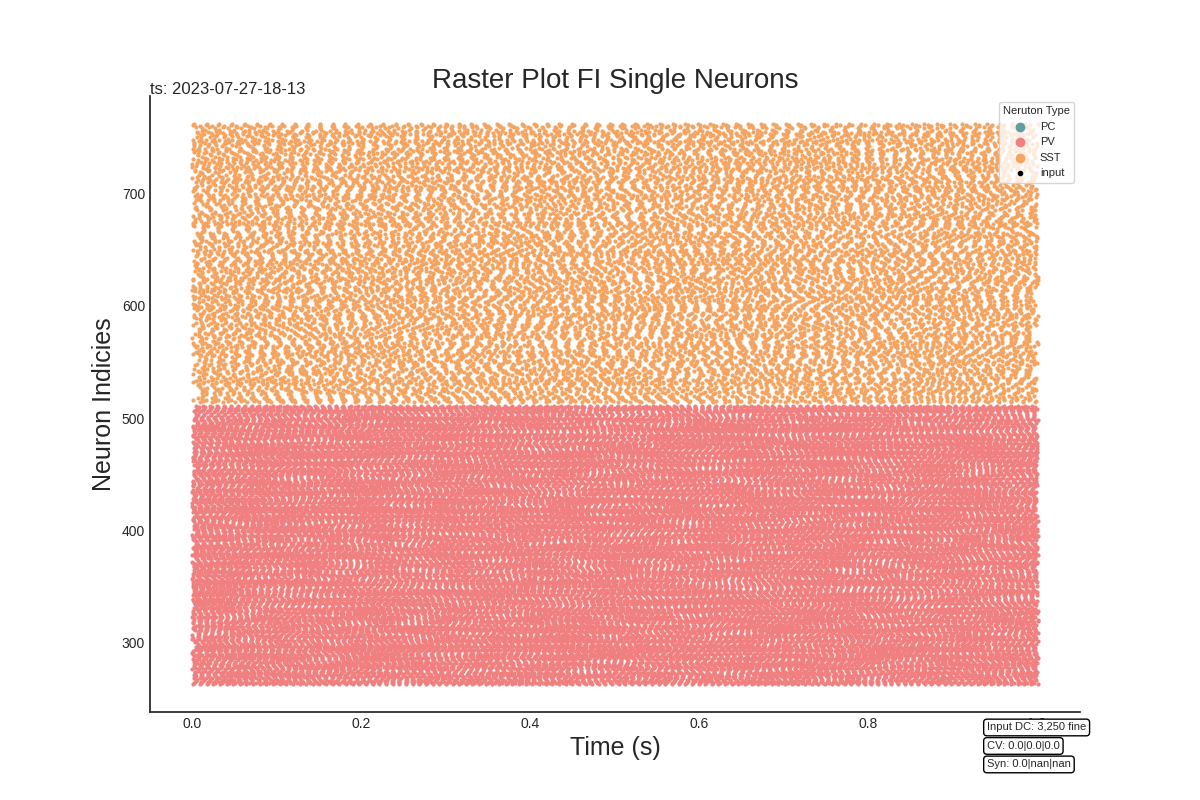 Raster Plot FI Single Neurons
ts: 2023-07-27-18-13
Neruton Type
PC
PV
SST
input
700
600
500
400
300
Neuron Indicies
0.0
0.2
0.4
0.6
0.8
Time (s)
Input DC: 3,250 fine
CV: 0.0|0.0|0.0
Syn: 0.0|nan|nan